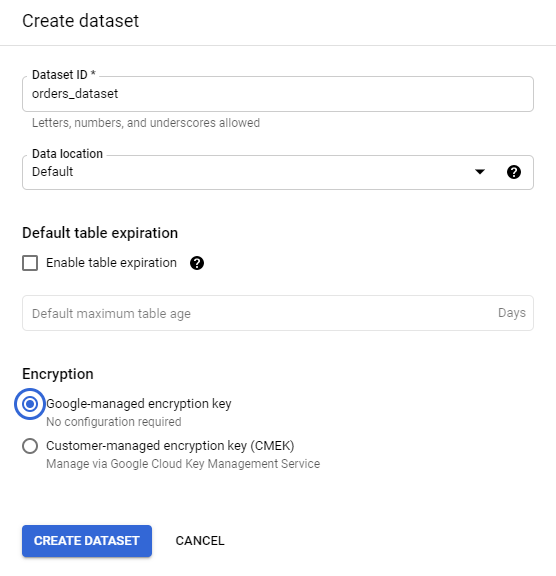 Create dataset
Dataset ID *
orders_dataset
Letters, numbers, and underscores allowed
Data location
Default
Default table expiration
Enable table expiration
Default maximum table age Days
Encryption
Google-managed encryption key
No configuration required
Customer-managed encryption key (CMEK)
Manage via Google Cloud Key Management Service
CREATE DATASET CANCEL